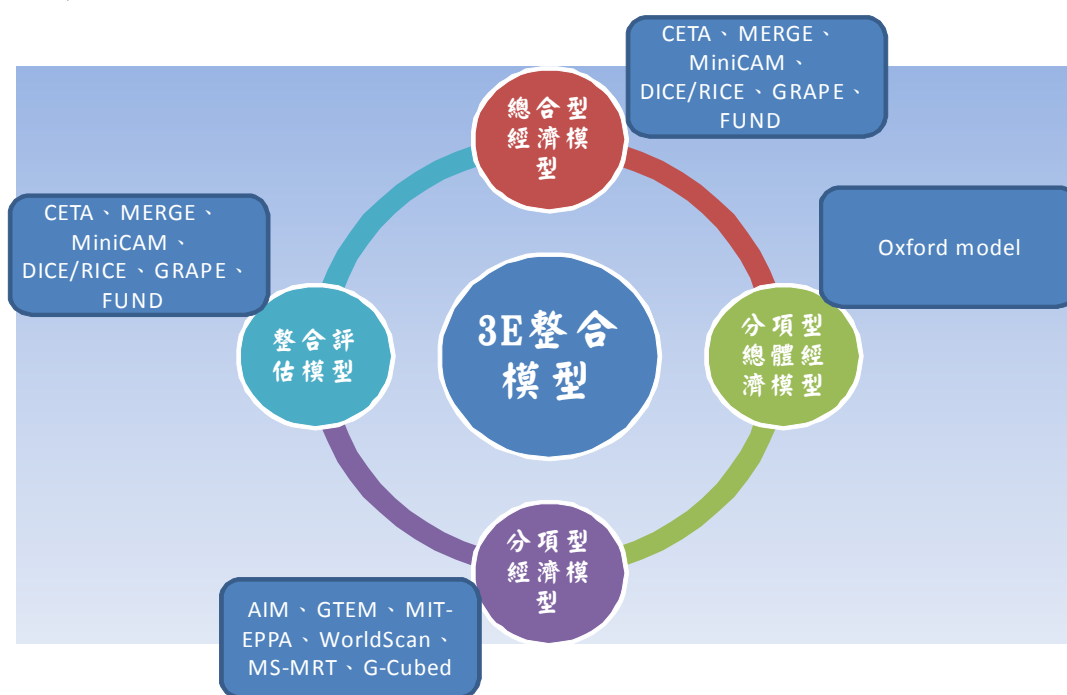 CETA、MERGE、
MiniCAM、
DICE/RICE、GRAPE、
FUND
總合型
經濟模
型
CETA、MERGE、
MiniCAM、
DICE/RICE、GRAPE、
FUND
Oxford model
3E整合
模型
整合評
估模型
分項型
總體經
濟模型
分項型
經濟模
型
AIM、GTEM、MIT-
EPPA、WorldScan、
MS-MRT、G-Cubed